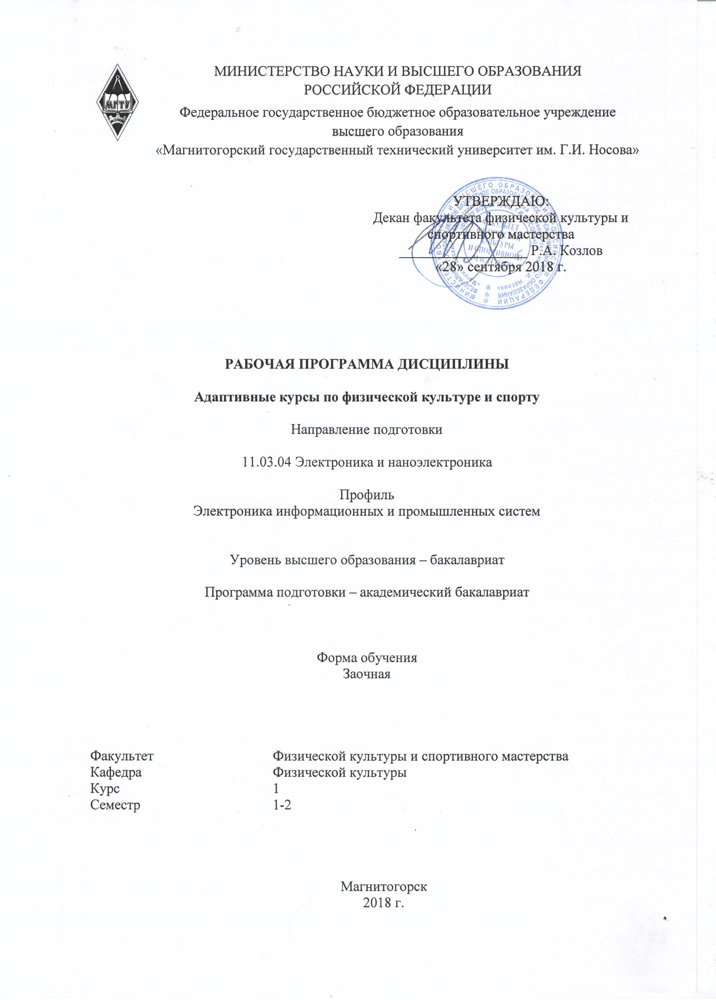 МИНИСТЕРСТВО НАУКИ И ВЫСШЕГО ОБРАЗОВАНИЯ
РОССИЙСКОЙ ФЕДЕРАЦИИ
Федеральное государственное бюджетное образовательное учреждение
высшего образования
«Магнитогорский государственный технический университет им. Г.И. Носова»
МГТУ
УТВЕРЖДАЮ:
Декан факультета физической культуры и
спортивного мастерства
Р.А. Козлов
«28» сентября 2018 г.
РАБОЧАЯ ПРОГРАММА ДИСЦИПЛИНЫ
Адаптивные курсы по физической культуре и спорту
Направление подготовки
11.03.04 Электроника и наноэлектроника
Профиль
Электроника информационных и промышленных систем
Уровень высшего образования – бакалавриат
Программа подготовки – академический бакалавриат
Форма обучения
Заочная
Факультет Физической культуры и спортивного мастерства
Кафедра Физической культуры
Курс 1
Семестр 1-2
Магнитогорск
2018 г.